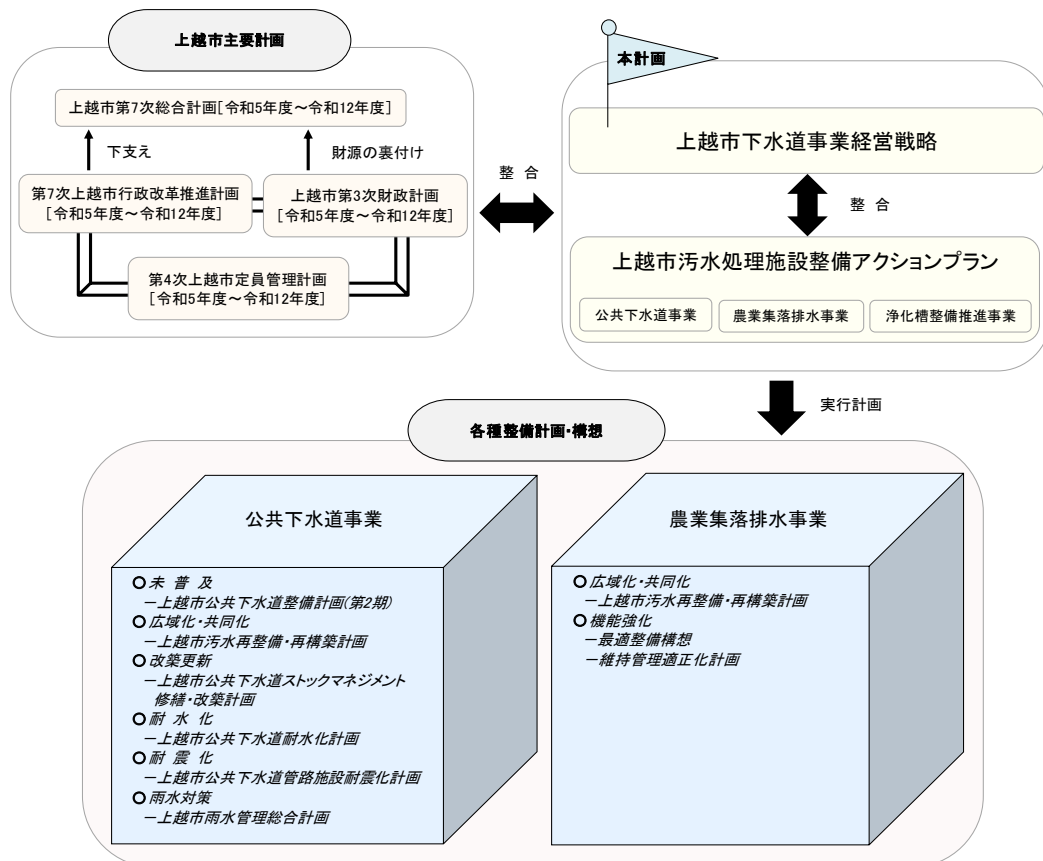 上越市主要計画
上越市第7次総合計画[令和5年度～令和12年度]
下支え
財源の裏付け
第7次上越市行政改革推進計画
[令和5年度～令和12年度]
上越市第3次財政計画
[令和5年度～令和12年度]
第4次上越市定員管理計画
[令和5年度～令和12年度]
整 合
本計画
上越市下水道事業経営戦略
整 合
上越市汚水処理施設整備アクションプラン
公共下水道事業
農業集落排水事業
浄化槽整備推進事業
実行計画
各種整備計画・構想
公共下水道事業
○未 普 及
－上越市公共下水道整備計画(第2期)
○広域化・共同化
－上越市汚水再整備・再構築計画
○改築更新
－上越市公共下水道ストックマネジメント
修繕・改築計画
○耐 水 化
－上越市公共下水道耐水化計画
○耐 震 化
－上越市公共下水道管路施設耐震化計画
○雨水対策
－上越市雨水管理総合計画
農業集落排水事業
○広域化・共同化
－上越市汚水再整備・再構築計画
○機能強化
－最適整備構想
－維持管理適正化計画